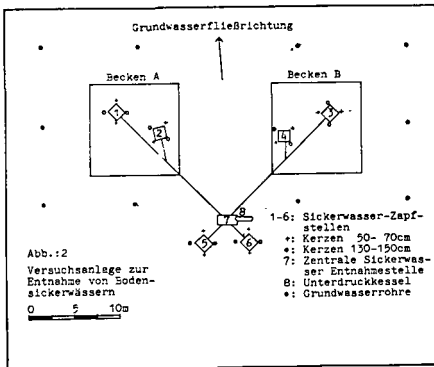 Grundwasserfließrichtung
Becken A
Becken B
1
2
3
4
5
6
7
8
1-6: Sickerwasser-Zapf-
stellen
+: Kerzen 50- 70cm
•: Kerzen 130-150cm
7: Zentrale Sickerwas-
ser Entnahmestelle
8: Unterdruckkessel
•: Grundwasserrohre
Abb.:2
Versuchsanlage zur
Entnahme von Boden-
sickerwässern
0 5 10m